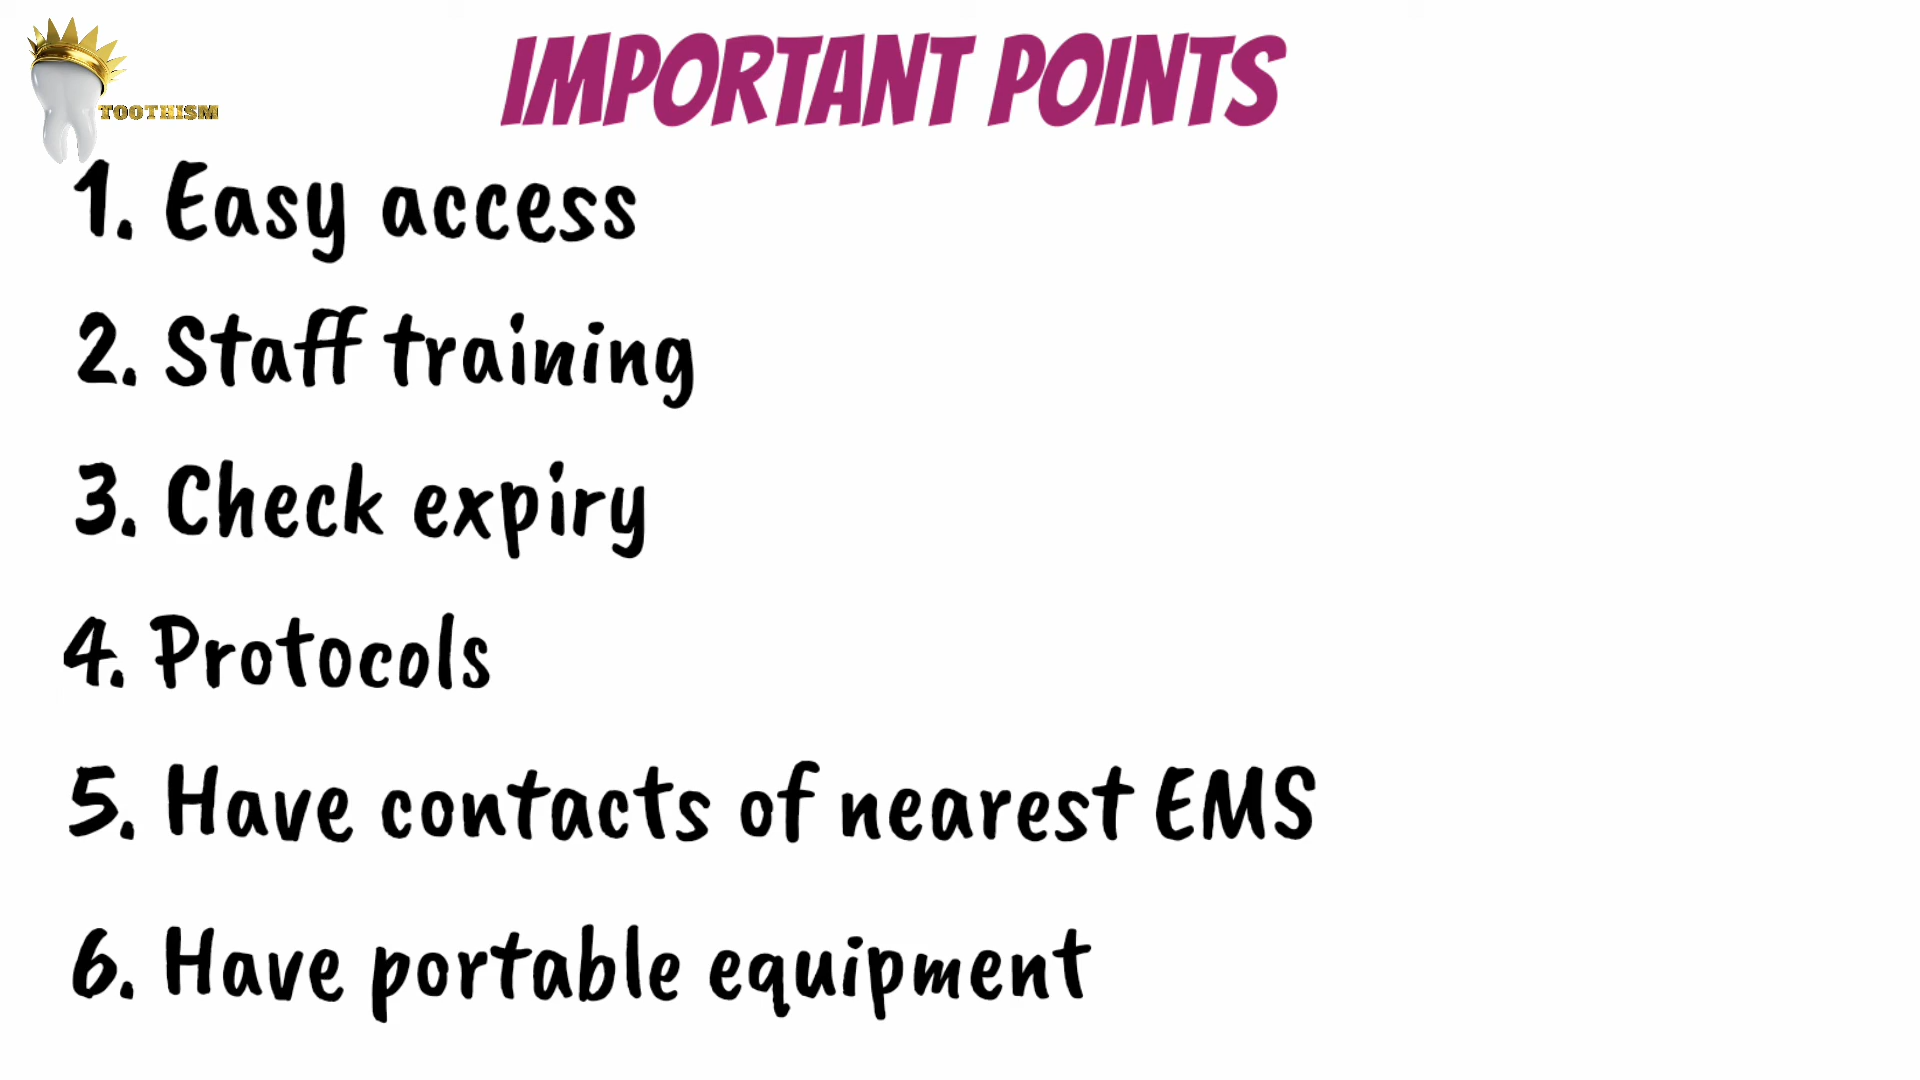 TOOTHISM
IMPORTANT POINTS
1. Easy access
2. Staff training
3. Check expiry
4. Protocols
5. Have contacts of nearest EMS
6. Have portable equipment